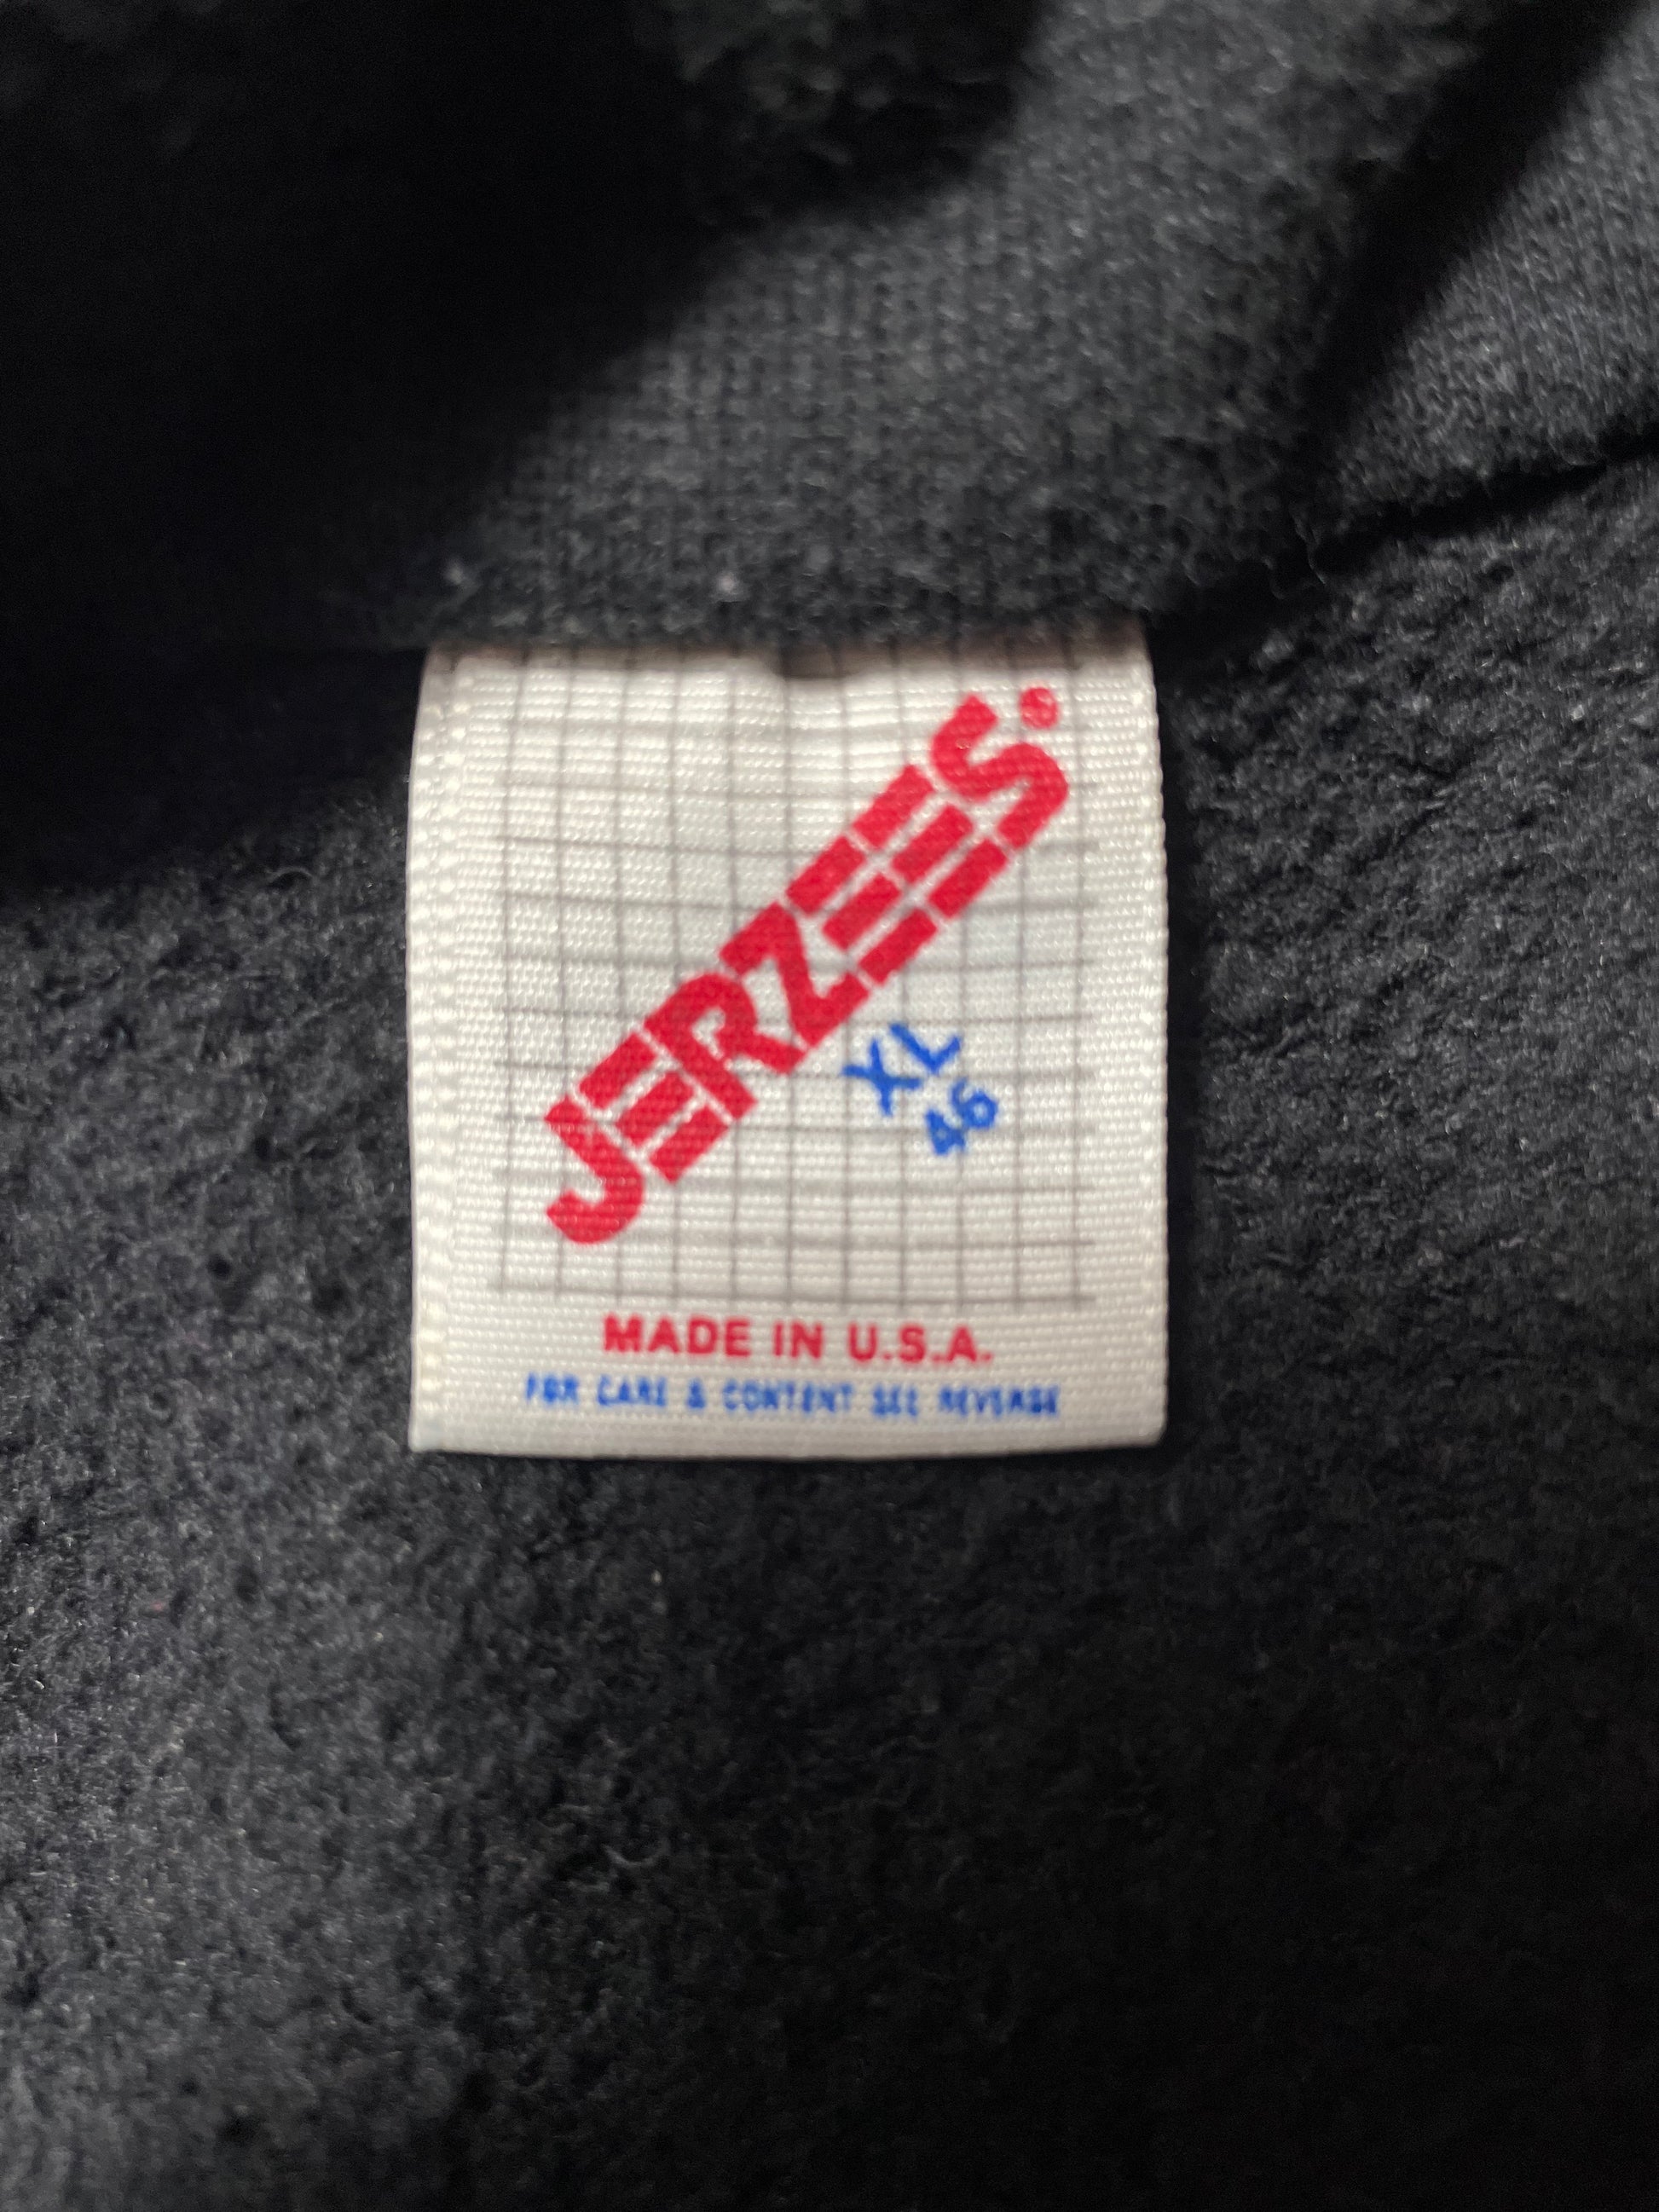 JERZEES®
XL
46
MADE IN U.S.A.
FOR CARE & CONTENT SEE REVERSE